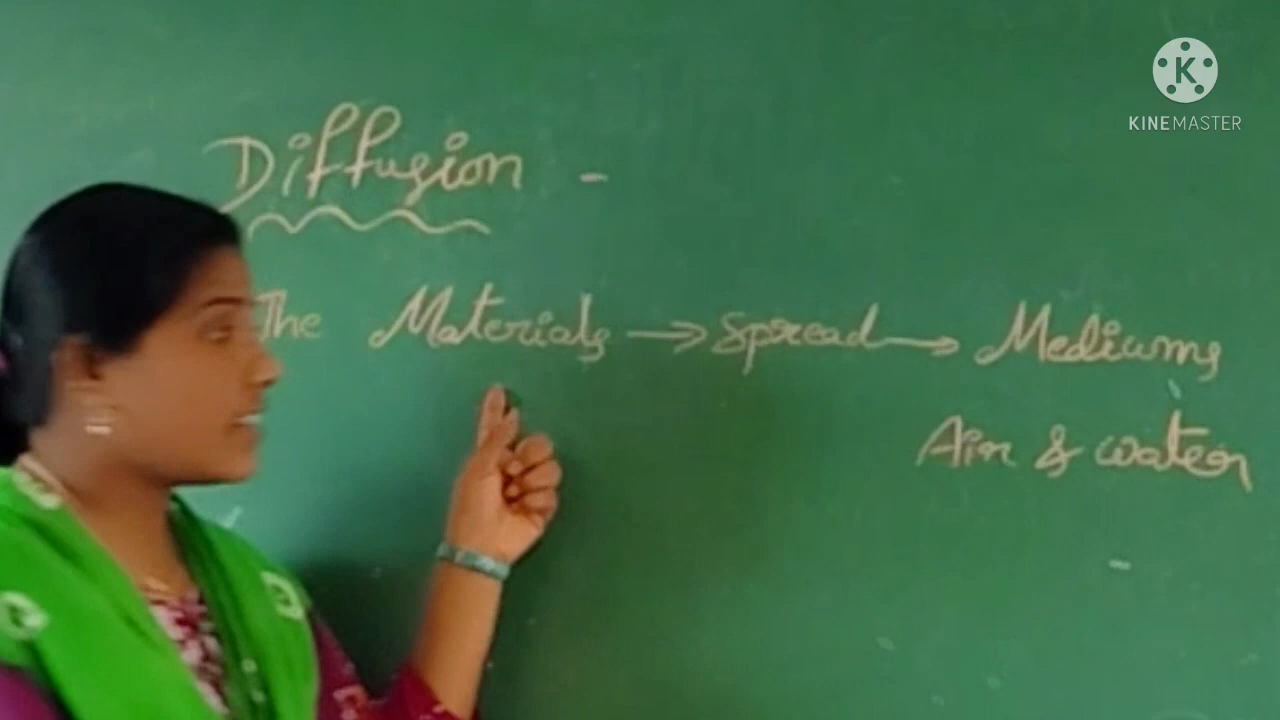 KINEMASTER
Diffusion -
The Materials → Spread → Mediums
Air & water